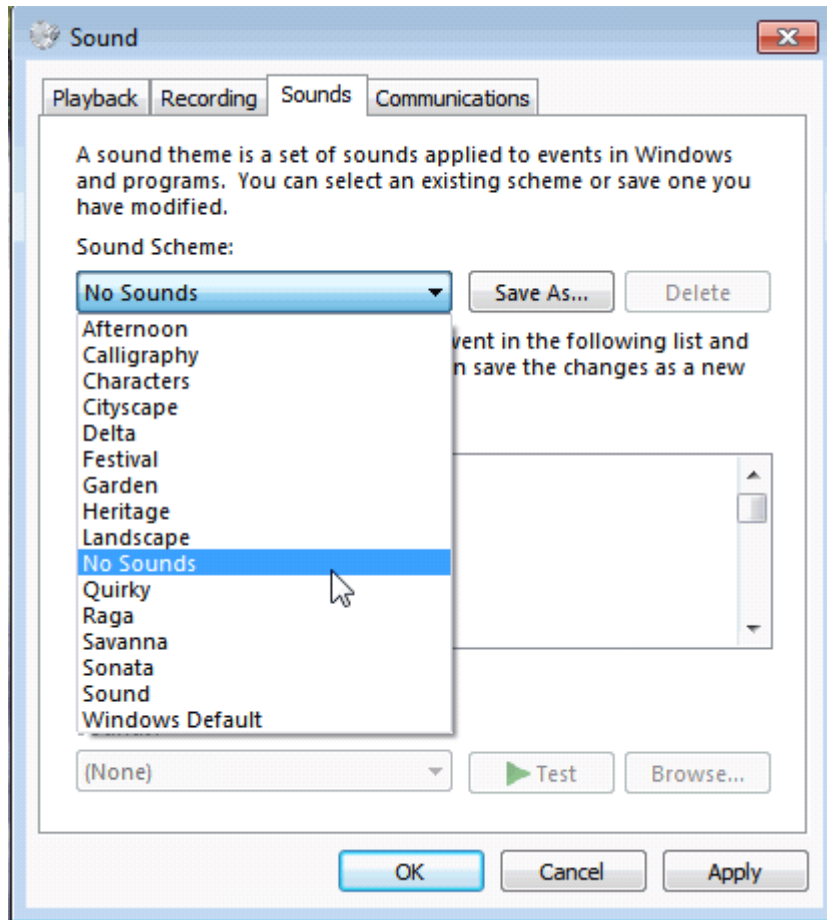 Sound
Playback Recording Sounds Communications
A sound theme is a set of sounds applied to events in Windows
and programs. You can select an existing scheme or save one you
have modified.
Sound Scheme:
No Sounds Save As... Delete
Afternoon
Calligraphy
Characters
Cityscape
Delta
Festival
Garden
Heritage
Landscape
No Sounds
Quirky
Raga
Savanna
Sonata
Sound
Windows Default
in the following list and
save the changes as a new
(None) Test Browse...
OK Cancel Apply